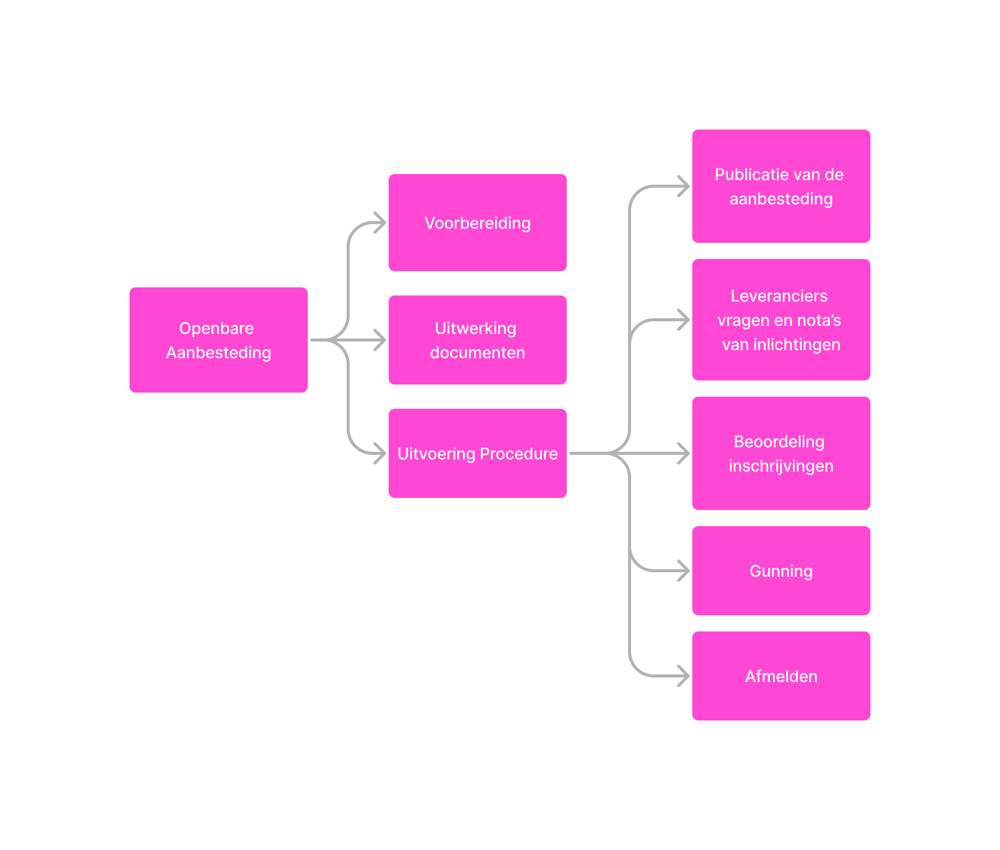 Openbare
Aanbesteding
Voorbereiding
Uitwerking
documenten
Uitvoering Procedure
Publicatie van de
aanbesteding
Leveranciers
vragen en nota’s
van inlichtingen
Beoordeling
inschrijvingen
Gunning
Afmelden